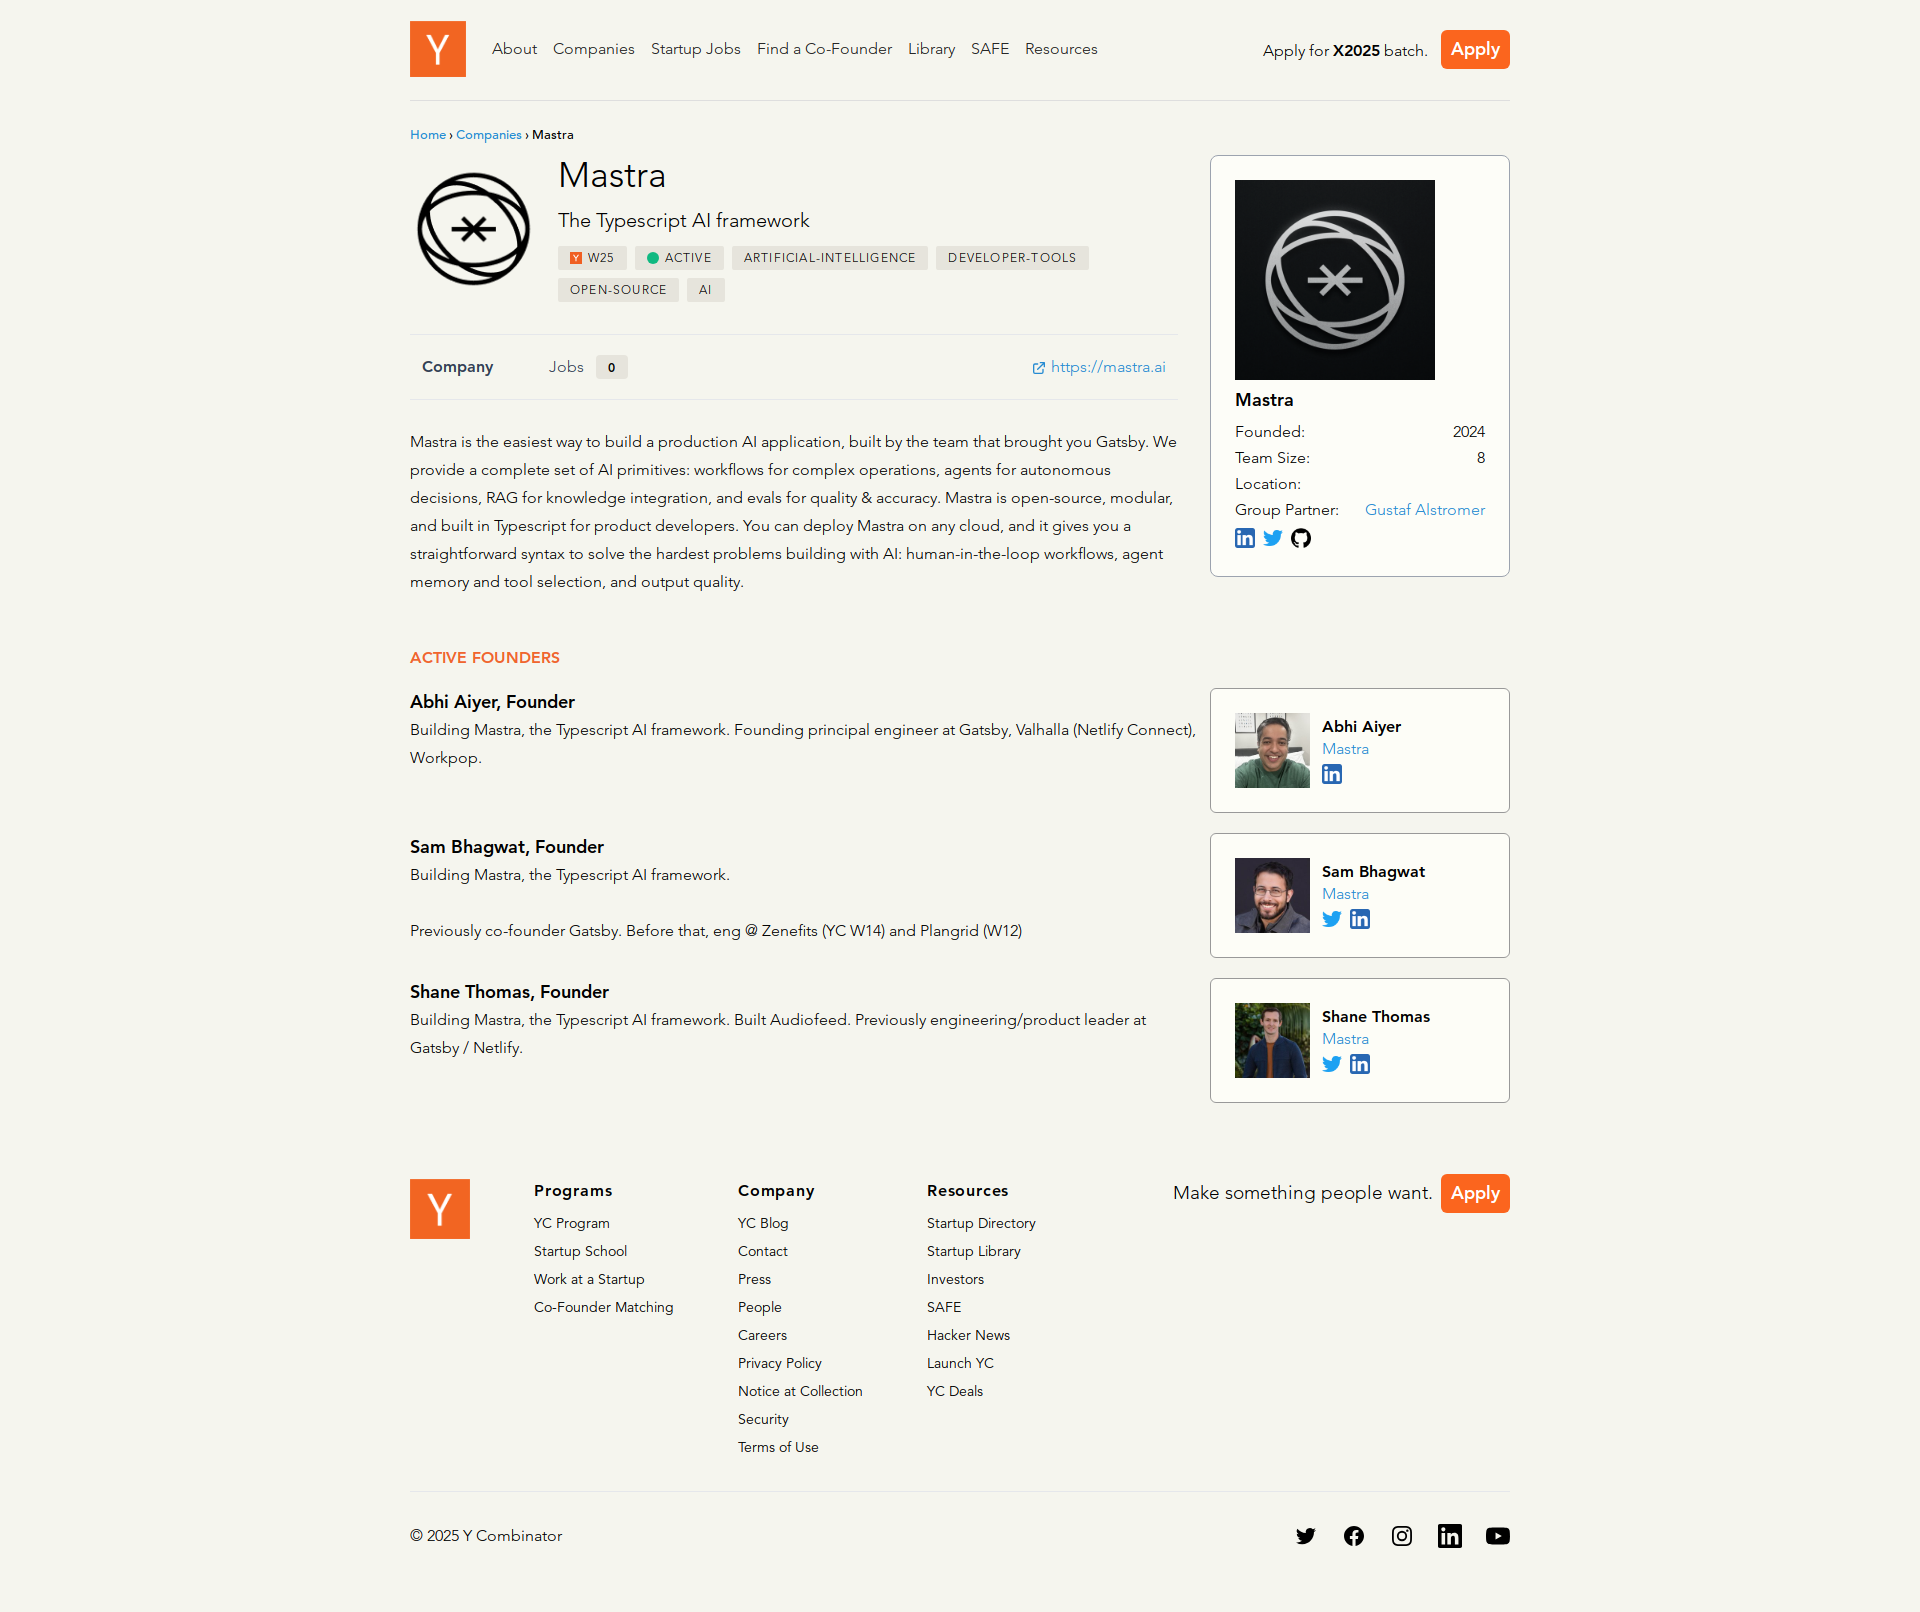 Y
About Companies Startup Jobs Find a Co-Founder Library SAFE Resources
Apply for X2025 batch. Apply
Home › Companies › Mastra
Mastra
The Typescript AI framework
Y W25 ACTIVE ARTIFICIAL-INTELLIGENCE DEVELOPER-TOOLS
OPEN-SOURCE AI
Company Jobs 0 https://mastra.ai
Mastra is the easiest way to build a production AI application, built by the team that brought you Gatsby. We
provide a complete set of AI primitives: workflows for complex operations, agents for autonomous
decisions, RAG for knowledge integration, and evals for quality & accuracy. Mastra is open-source, modular,
and built in Typescript for product developers. You can deploy Mastra on any cloud, and it gives you a
straightforward syntax to solve the hardest problems building with AI: human-in-the-loop workflows, agent
memory and tool selection, and output quality.
Mastra
Founded: 2024
Team Size: 8
Location:
Group Partner: Gustaf Alstromer
in
ACTIVE FOUNDERS
Abhi Aiyer, Founder
Building Mastra, the Typescript AI framework. Founding principal engineer at Gatsby, Valhalla (Netlify Connect),
Workpop.
Abhi Aiyer
Mastra
in
Sam Bhagwat, Founder
Building Mastra, the Typescript AI framework.
Previously co-founder Gatsby. Before that, eng @ Zenefits (YC W14) and Plangrid (W12)
Sam Bhagwat
Mastra
in
Shane Thomas, Founder
Building Mastra, the Typescript AI framework. Built Audiofeed. Previously engineering/product leader at
Gatsby / Netlify.
Shane Thomas
Mastra
in
Y
Programs
YC Program
Startup School
Work at a Startup
Co-Founder Matching
Company
YC Blog
Contact
Press
People
Careers
Privacy Policy
Notice at Collection
Security
Terms of Use
Resources
Startup Directory
Startup Library
Investors
SAFE
Hacker News
Launch YC
YC Deals
Make something people want. Apply
© 2025 Y Combinator
in